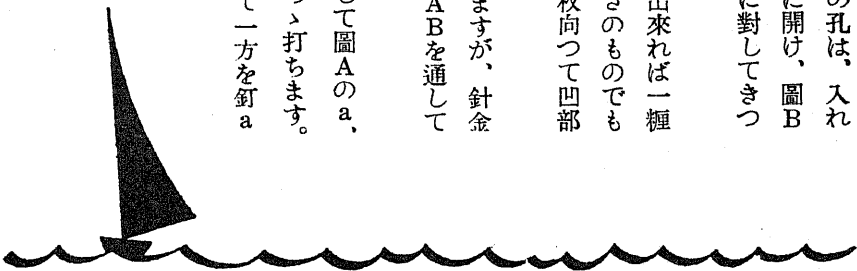 の孔は、入れ
に開け、圖B
に對してきつ
出來れば一糎
さのものでも
枚向つて凹部
ますが、針金
ABを通して
して圖Aのa、
つゝ打ちます。
て一方を釘a